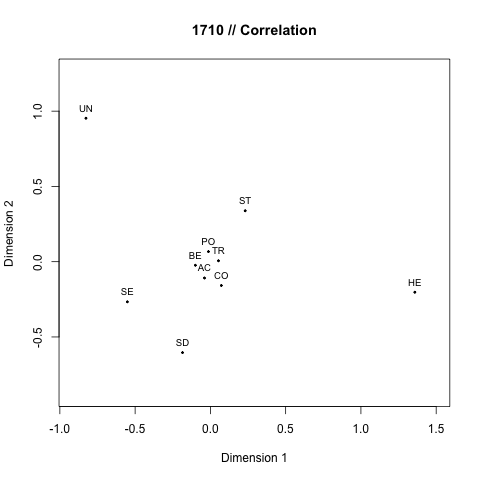 1710 // Correlation
Dimension 2
1.0
0.5
0.0
-0.5
UN
ST
PO
TR
BE
AC
CO
HE
SE
SD
-1.0 -0.5 0.0 0.5 1.0 1.5
Dimension 1